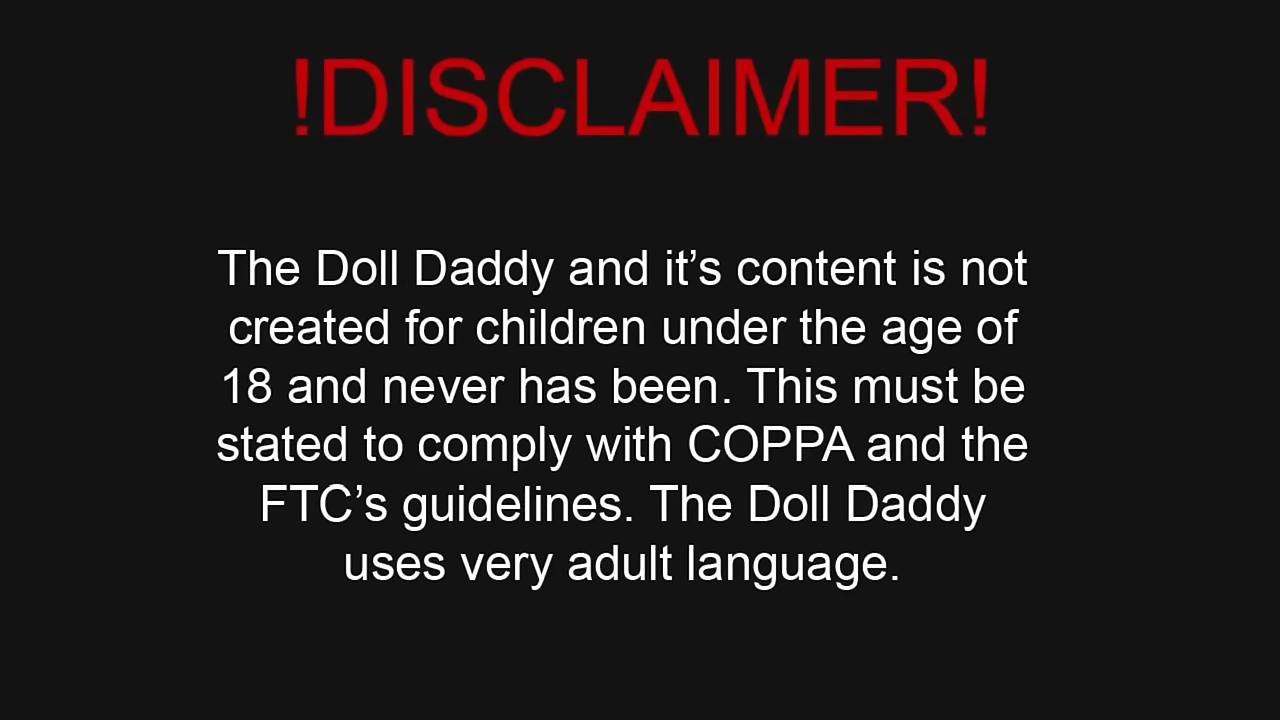 !DISCLAIMER!
The Doll Daddy and it’s content is not
created for children under the age of
18 and never has been. This must be
stated to comply with COPPA and the
FTC’s guidelines. The Doll Daddy
uses very adult language.